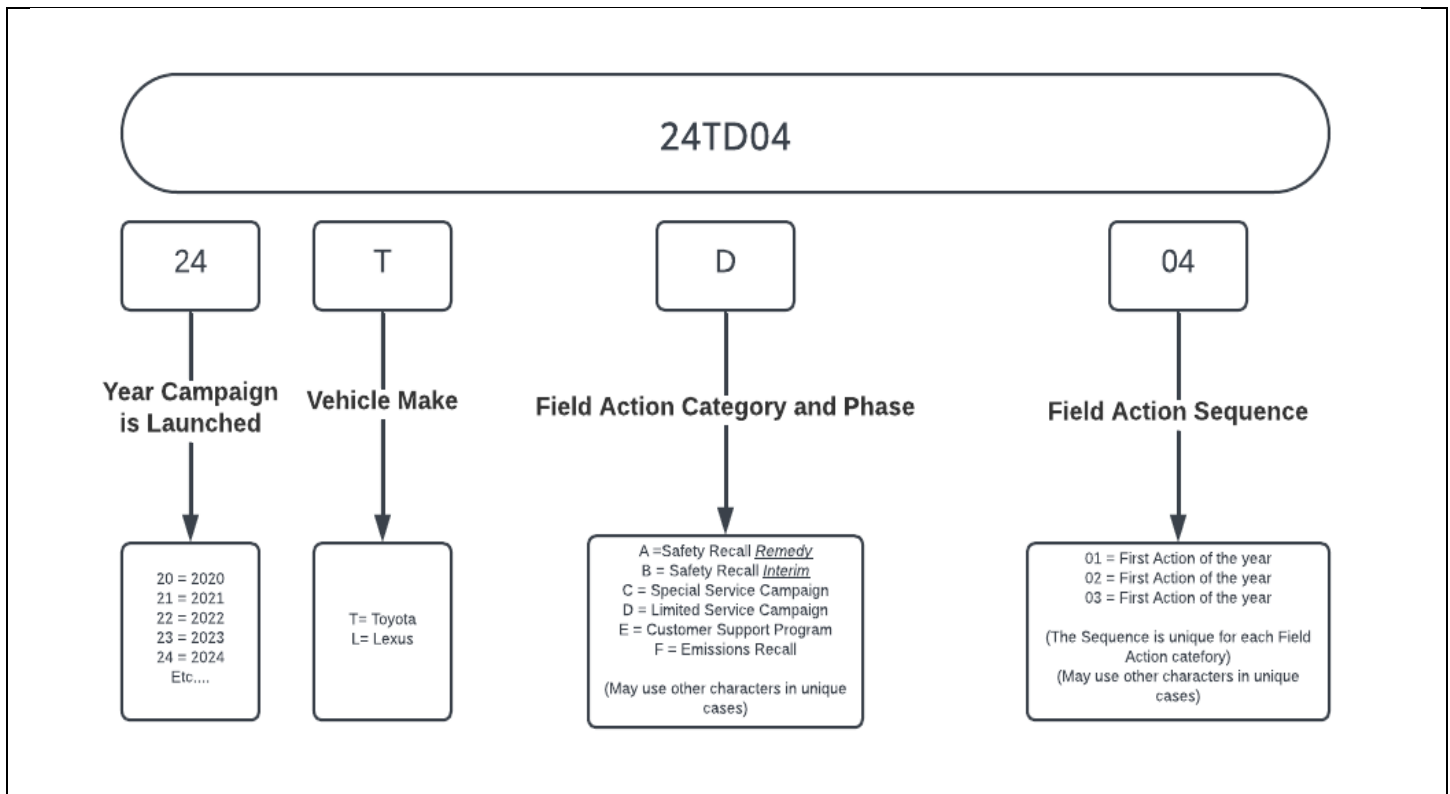 24TD04
24
T
D
04
Year Campaign
is Launched
Vehicle Make
Field Action Category and Phase
Field Action Sequence
20 = 2020
21 = 2021
22 = 2022
23 = 2023
24 = 2024
Etc....
T= Toyota
L= Lexus
A =Safety Recall Remedy
B = Safety Recall Interim
C = Special Service Campaign
D = Limited Service Campaign
E = Customer Support Program
F = Emissions Recall
(May use other characters in unique
cases)
01 = First Action of the year
02 = First Action of the year
03 = First Action of the year
(The Sequence is unique for each Field
Action catefory)
(May use other characters in unique
cases)